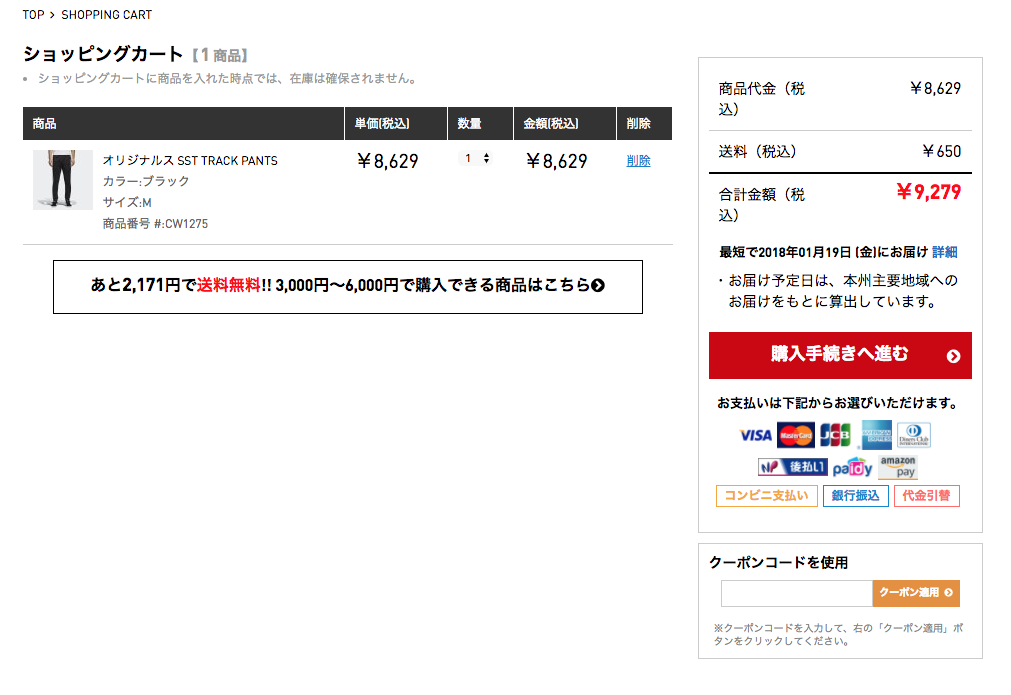 TOP > SHOPPING CART
ショッピングカート【1商品】
• ショッピングカートに商品を入れた時点では、在庫は確保されません。
商品 単価(税込) 数量 金額(税込) 削除
オリジナルス SST TRACK PANTS
カラー:ブラック
サイズ:M
商品番号 #:CW1275
¥8,629 1 ¥8,629 削除
あと2,171円で送料無料!! 3,000円〜6,000円で購入できる商品はこちら
商品代金（税
込） ¥8,629
送料（税込） ¥650
合計金額（税
込） ¥9,279
最短で2018年01月19日 (金)にお届け 詳細
・お届け予定日は、本州主要地域への
お届けをもとに算出しています。
購入手続きへ進む
お支払いは下記からお選びいただけます。
VISA MasterCard JCB AMERICAN EXPRESS Diners Club INTERNATIONAL
NP 後払い paidy amazon pay
コンビニ支払い 銀行振込 代金引替
クーポンコードを使用
クーポン適用
※クーポンコードを入力して、右の「クーポン適用」ボ
タンをクリックしてください。